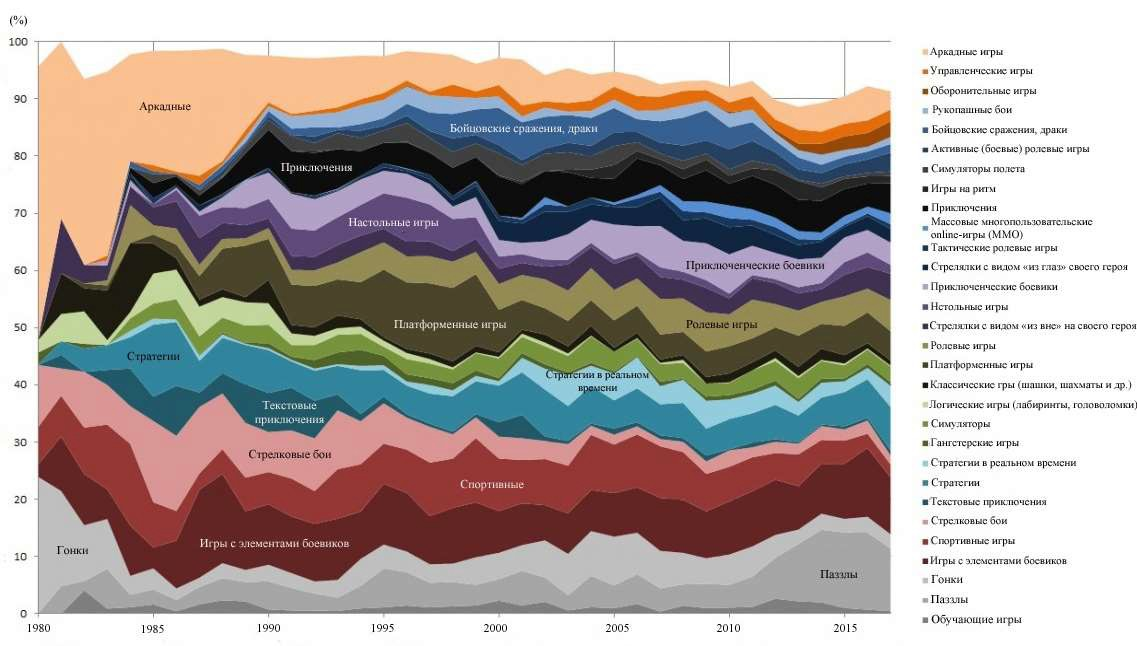 (%)
100
90
80
70
60
50
40
30
20
10
0
1980
1985
1990
1995
2000
2005
2010
2015
Аркадные
Бойцовские сражения, драки
Приключения
Настольные игры
Приключенческие боевики
Платформенные игры
Ролевые игры
Стратегии
Стратегии в реальном
времени
Текстовые
приключения
Стрелковые бои
Спортивные
Гонки
Игры с элементами боевиков
Паззлы
Аркадные игры
Управленческие игры
Оборонительные игры
Рукопашные бои
Бойцовские сражения, драки
Активные (боевые) ролевые игры
Симуляторы полета
Игры на ритм
Приключения
Массовые многопользовательские
online-игры (ММО)
Тактические ролевые игры
Стрелялки с видом «из глаз» своего героя
Приключенческие боевики
Нстольные игры
Стрелялки с видом «из вне» на своего героя
Ролевые игры
Платформенные игры
Классические гры (шашки, шахматы и др.)
Логические игры (лабиринты, головоломки)
Симуляторы
Гангстерские игры
Стратегии в реальном времени
Стратегии
Текстовые приключения
Стрелковые бои
Спортивные игры
Игры с элементами боевиков
Гонки
Паззлы
Обучающие игры